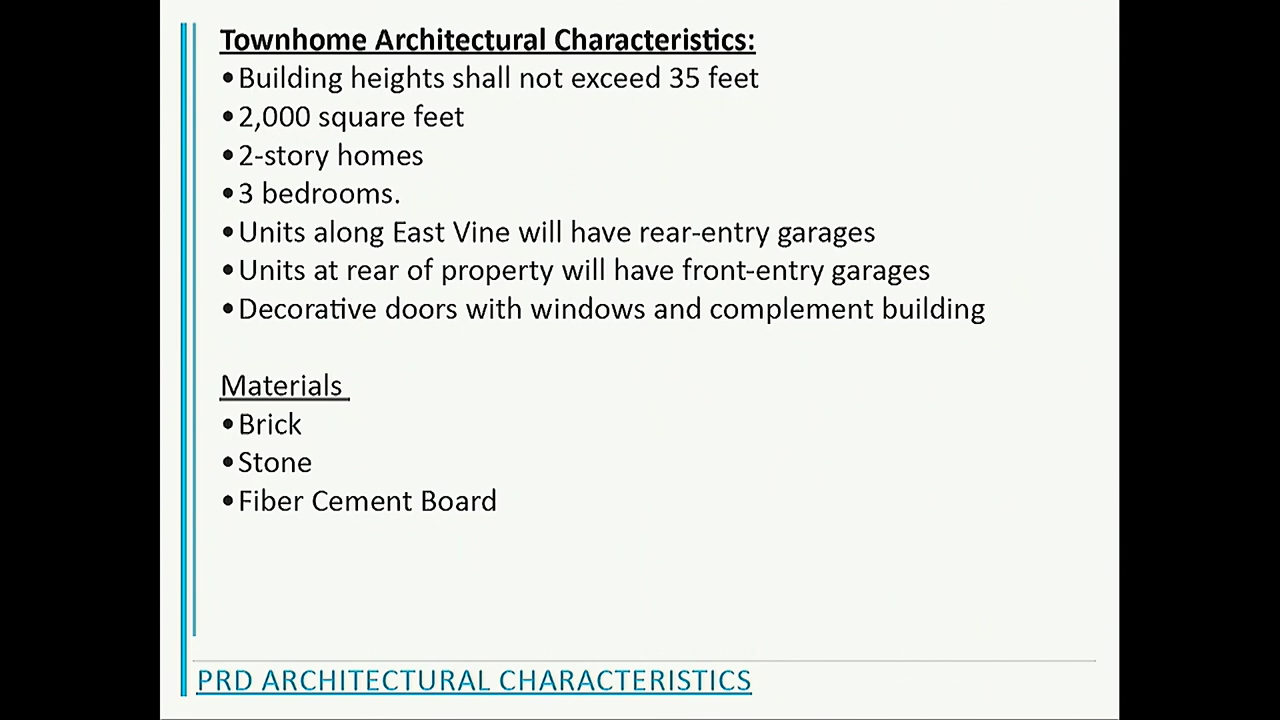 Townhome Architectural Characteristics:
•Building heights shall not exceed 35 feet
•2,000 square feet
•2-story homes
•3 bedrooms.
•Units along East Vine will have rear-entry garages
•Units at rear of property will have front-entry garages
•Decorative doors with windows and complement building
Materials
•Brick
•Stone
•Fiber Cement Board
PRD ARCHITECTURAL CHARACTERISTICS